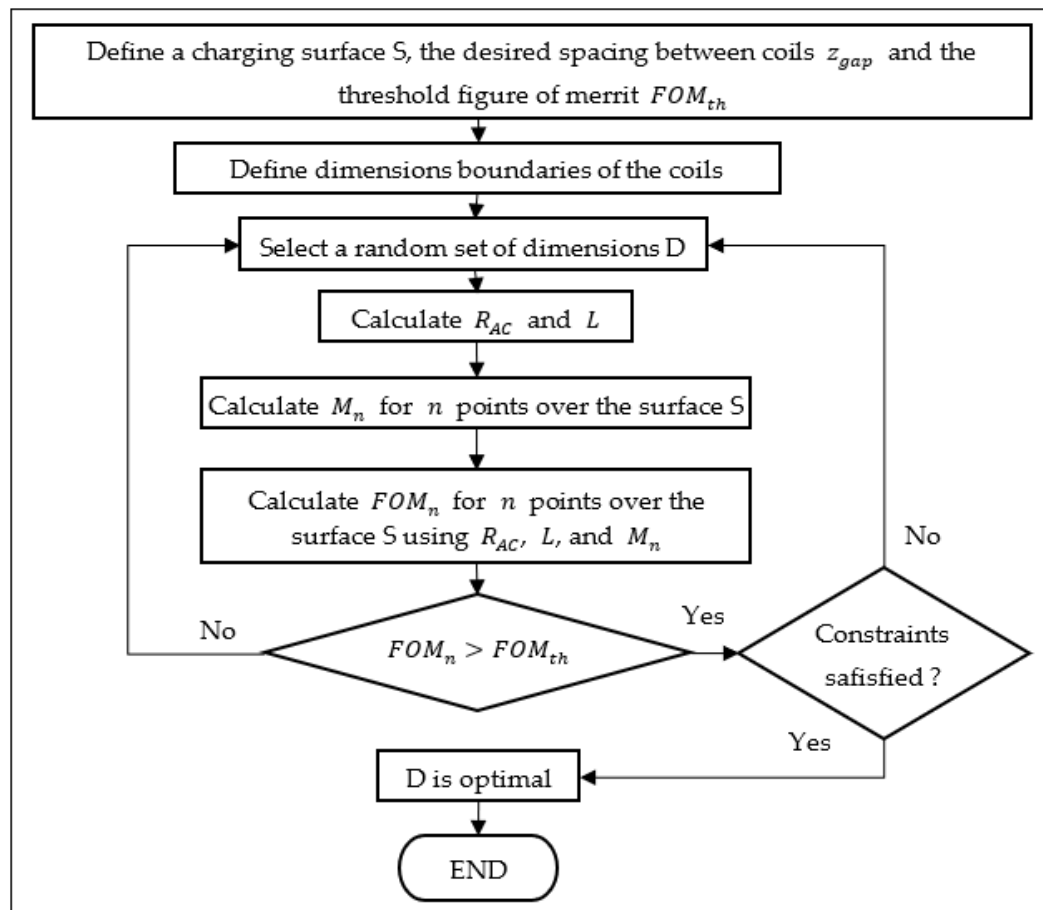 Define a charging surface S, the desired spacing between coils z_gap and the
threshold figure of merrit FOM_th
Define dimensions boundaries of the coils
Select a random set of dimensions D
Calculate R_AC and L
Calculate M_n for n points over the surface S
Calculate FOM_n for n points over the
surface S using R_AC, L, and M_n
No
No
Yes
FOM_n > FOM_th
Constraints
safisfied ?
Yes
D is optimal
END